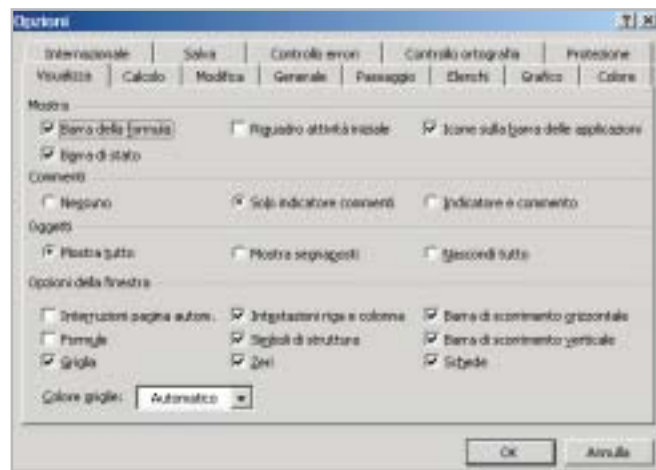 Opzioni
Internazionale Salva Controllo errori Controllo ortografia Protezione
Visualizza Calcolo Modifica Generale Passaggio Elenchi Grafico Colore
Mostra
Barra della formula Riquadro attività iniziale Icone sulla barra delle applicazioni
Barra di stato
Commenti
Nessuno Solo indicatore commenti Indicatore e commento
Oggetti
Mostra tutto Mostra segnaposti Nascondi tutto
Opzioni della finestra
Interruzioni pagina autom. Intestazioni riga e colonna Barra di scorrimento orizzontale
Formule Simboli di struttura Barra di scorrimento verticale
Griglia Zeri Schede
Colore griglie: Automatico
OK Annulla